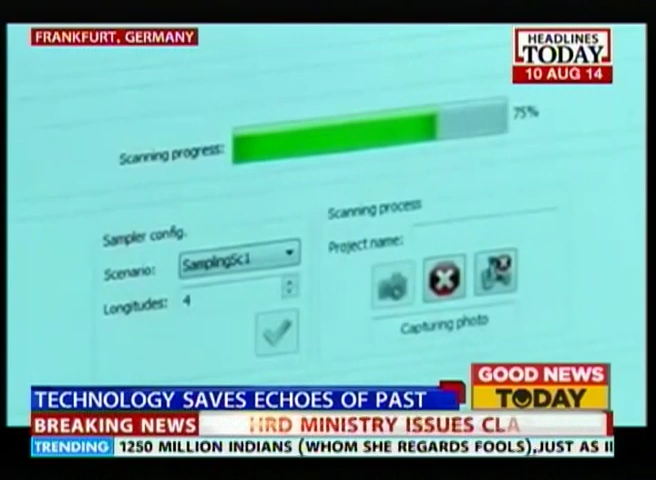 FRANKFURT, GERMANY
HEADLINES
TODAY
10 AUG 14
75%
Scanning progress:
Scanning process
Sampler config.
Project name:
Scenario: SamplingSc1
Longitudes: 4
Capturing photo
GOOD NEWS
TODAY
TECHNOLOGY SAVES ECHOES OF PAST
BREAKING NEWS HRD MINISTRY ISSUES CLA
TRENDING 1250 MILLION INDIANS (WHOM SHE REGARDS FOOLS),JUST AS